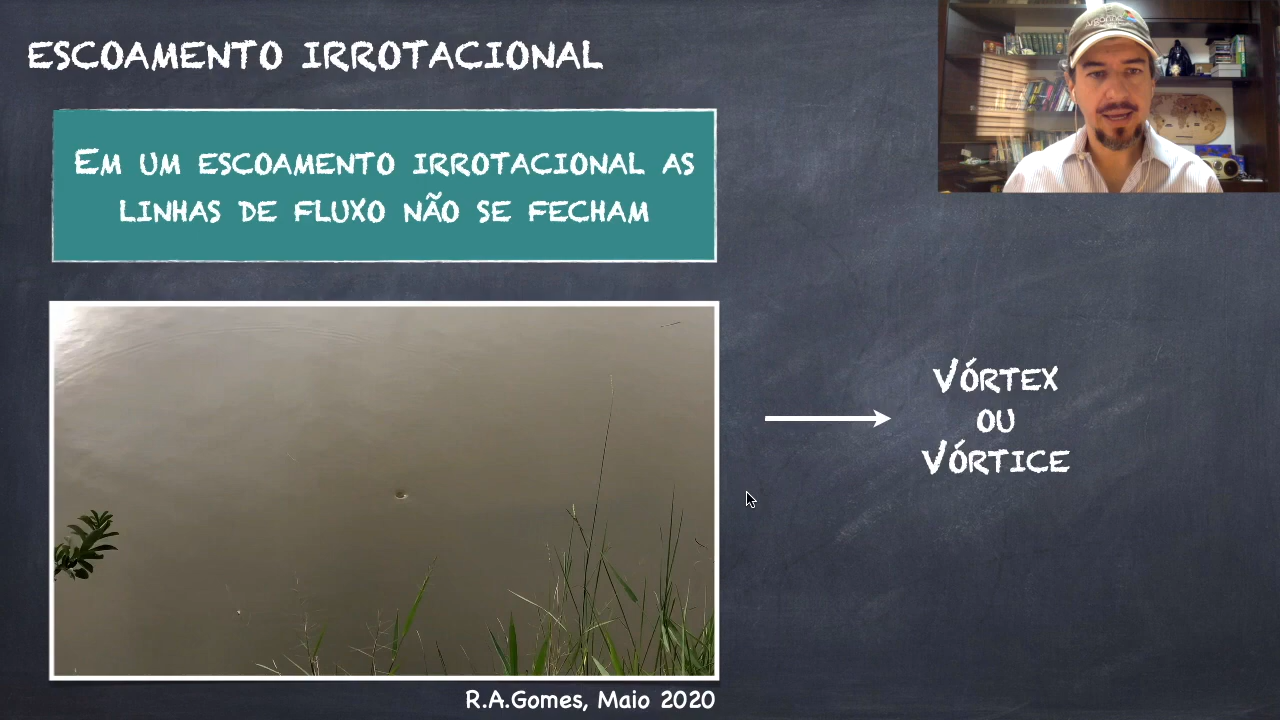 ESCOAMENTO IRROTACIONAL
EM UM ESCOAMENTO IRROTACIONAL AS
LINHAS DE FLUXO NÃO SE FECHAM
VÓRTEX
OU
VÓRTICE
R.A.Gomes, Maio 2020